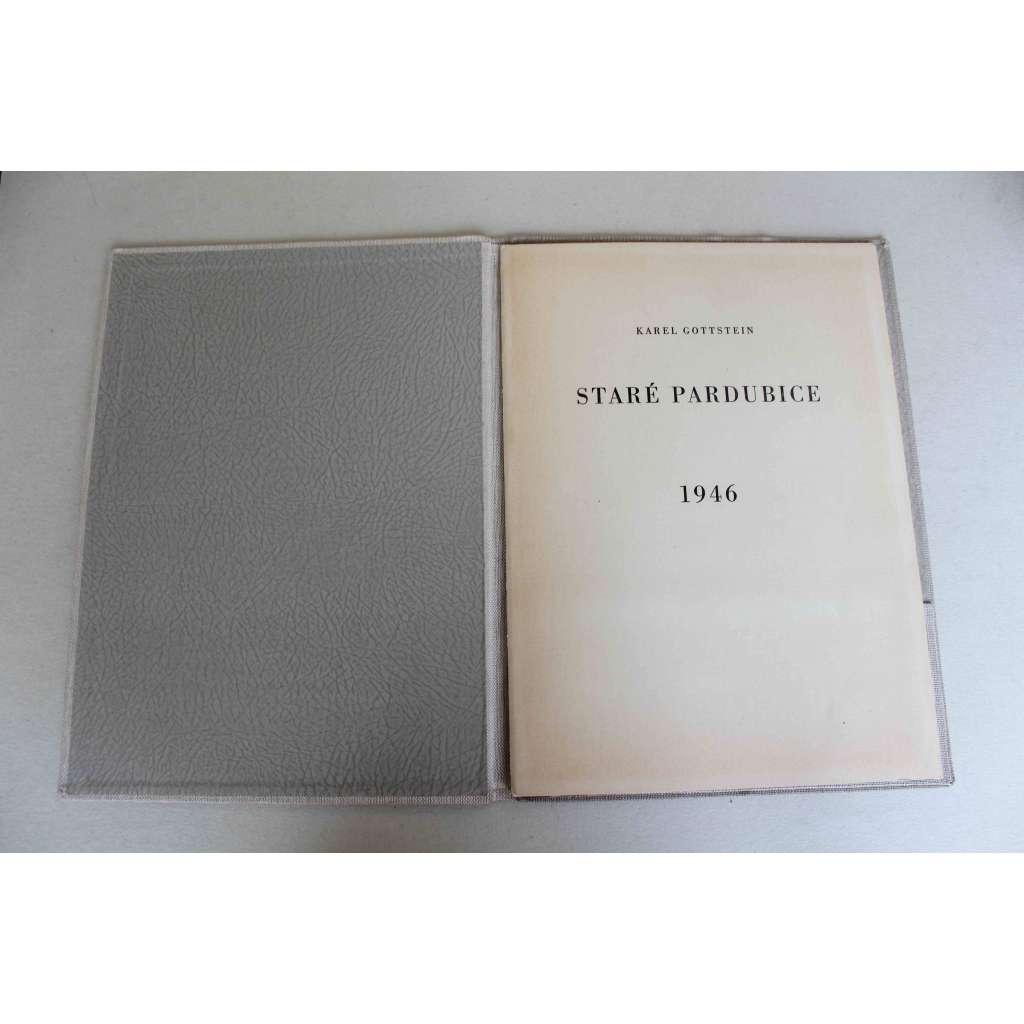 KAREL GOTTSTEIN
STARÉ PARDUBICE
1946